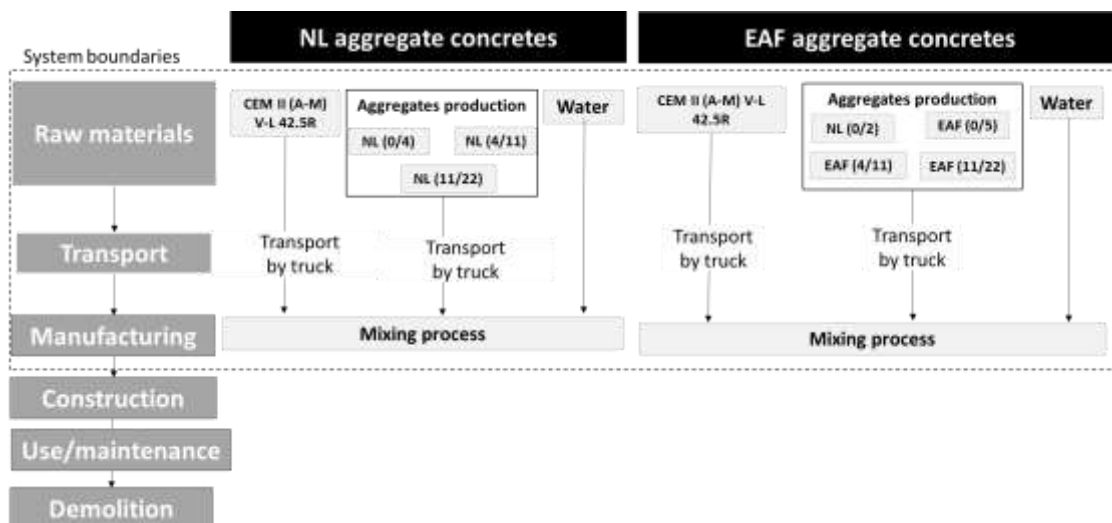 NL aggregate concretes
EAF aggregate concretes
System boundaries
Raw materials
CEM II (A-M)
V-L 42.5R
Aggregates production
NL (0/4)
NL (4/11)
NL (11/22)
Water
CEM II (A-M) V-L
42.5R
Aggregates production
NL (0/2)
EAF (0/5)
EAF (4/11)
EAF (11/22)
Water
Transport
Transport
by truck
Transport
by truck
Transport
by truck
Transport
by truck
Manufacturing
Mixing process
Mixing process
Construction
Use/maintenance
Demolition